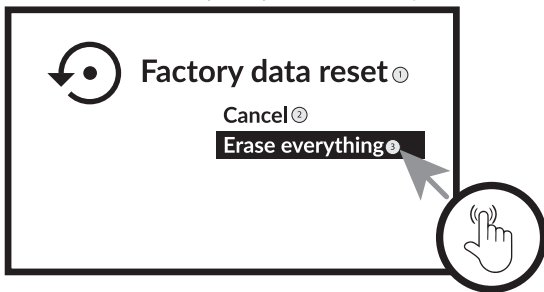 Factory data reset ①
Cancel ②
Erase everything ③